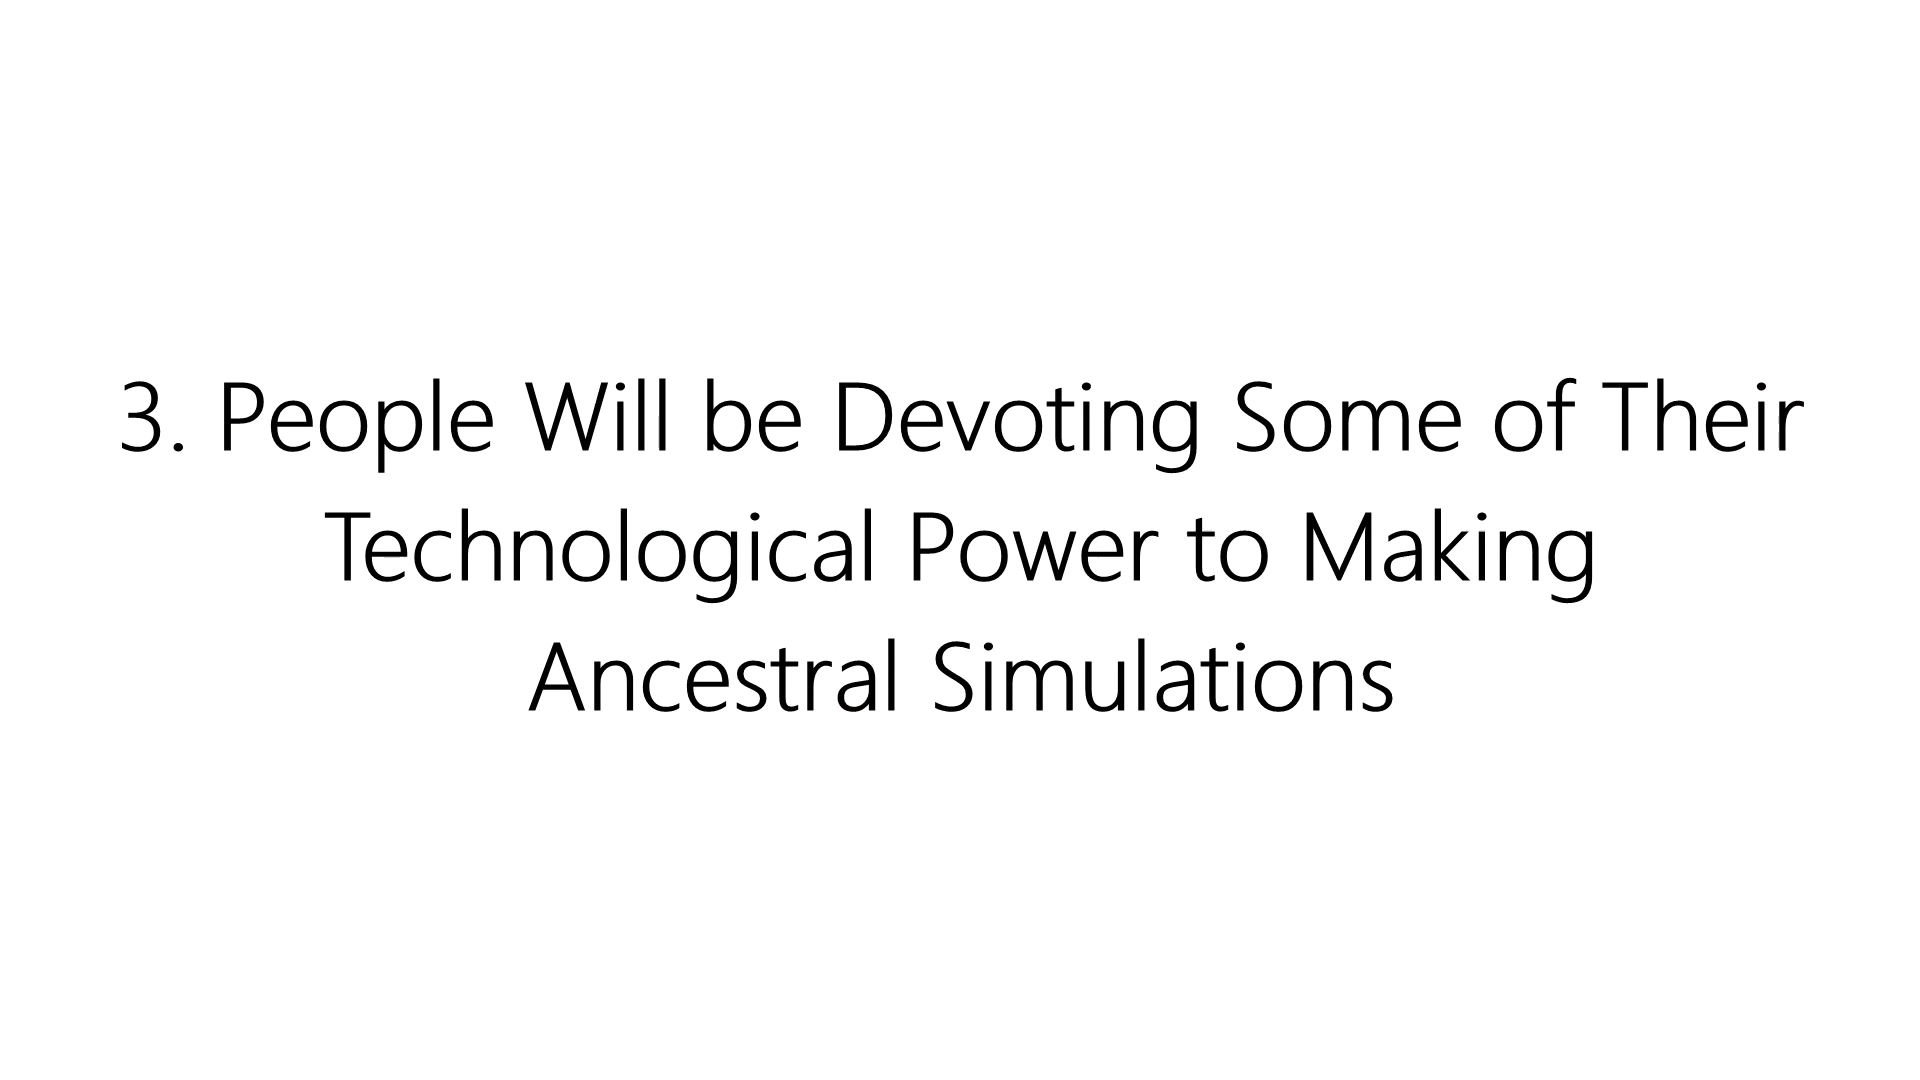 3. People Will be Devoting Some of Their
Technological Power to Making
Ancestral Simulations